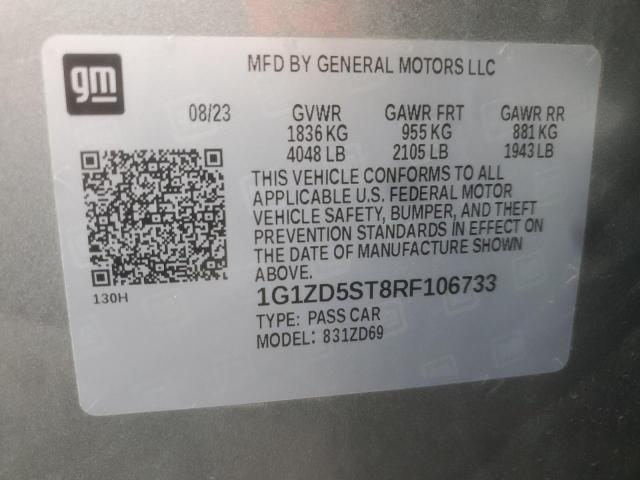 gm
MFD BY GENERAL MOTORS LLC
08/23 GVWR GAWR FRT GAWR RR
1836 KG 955 KG 881 KG
4048 LB 2105 LB 1943 LB
THIS VEHICLE CONFORMS TO ALL
APPLICABLE U.S. FEDERAL MOTOR
VEHICLE SAFETY, BUMPER, AND THEFT
PREVENTION STANDARDS IN EFFECT ON
THE DATE OF MANUFACTURE SHOWN
ABOVE.
130H
1G1ZD5ST8RF106733
TYPE: PASS CAR
MODEL: 831ZD69